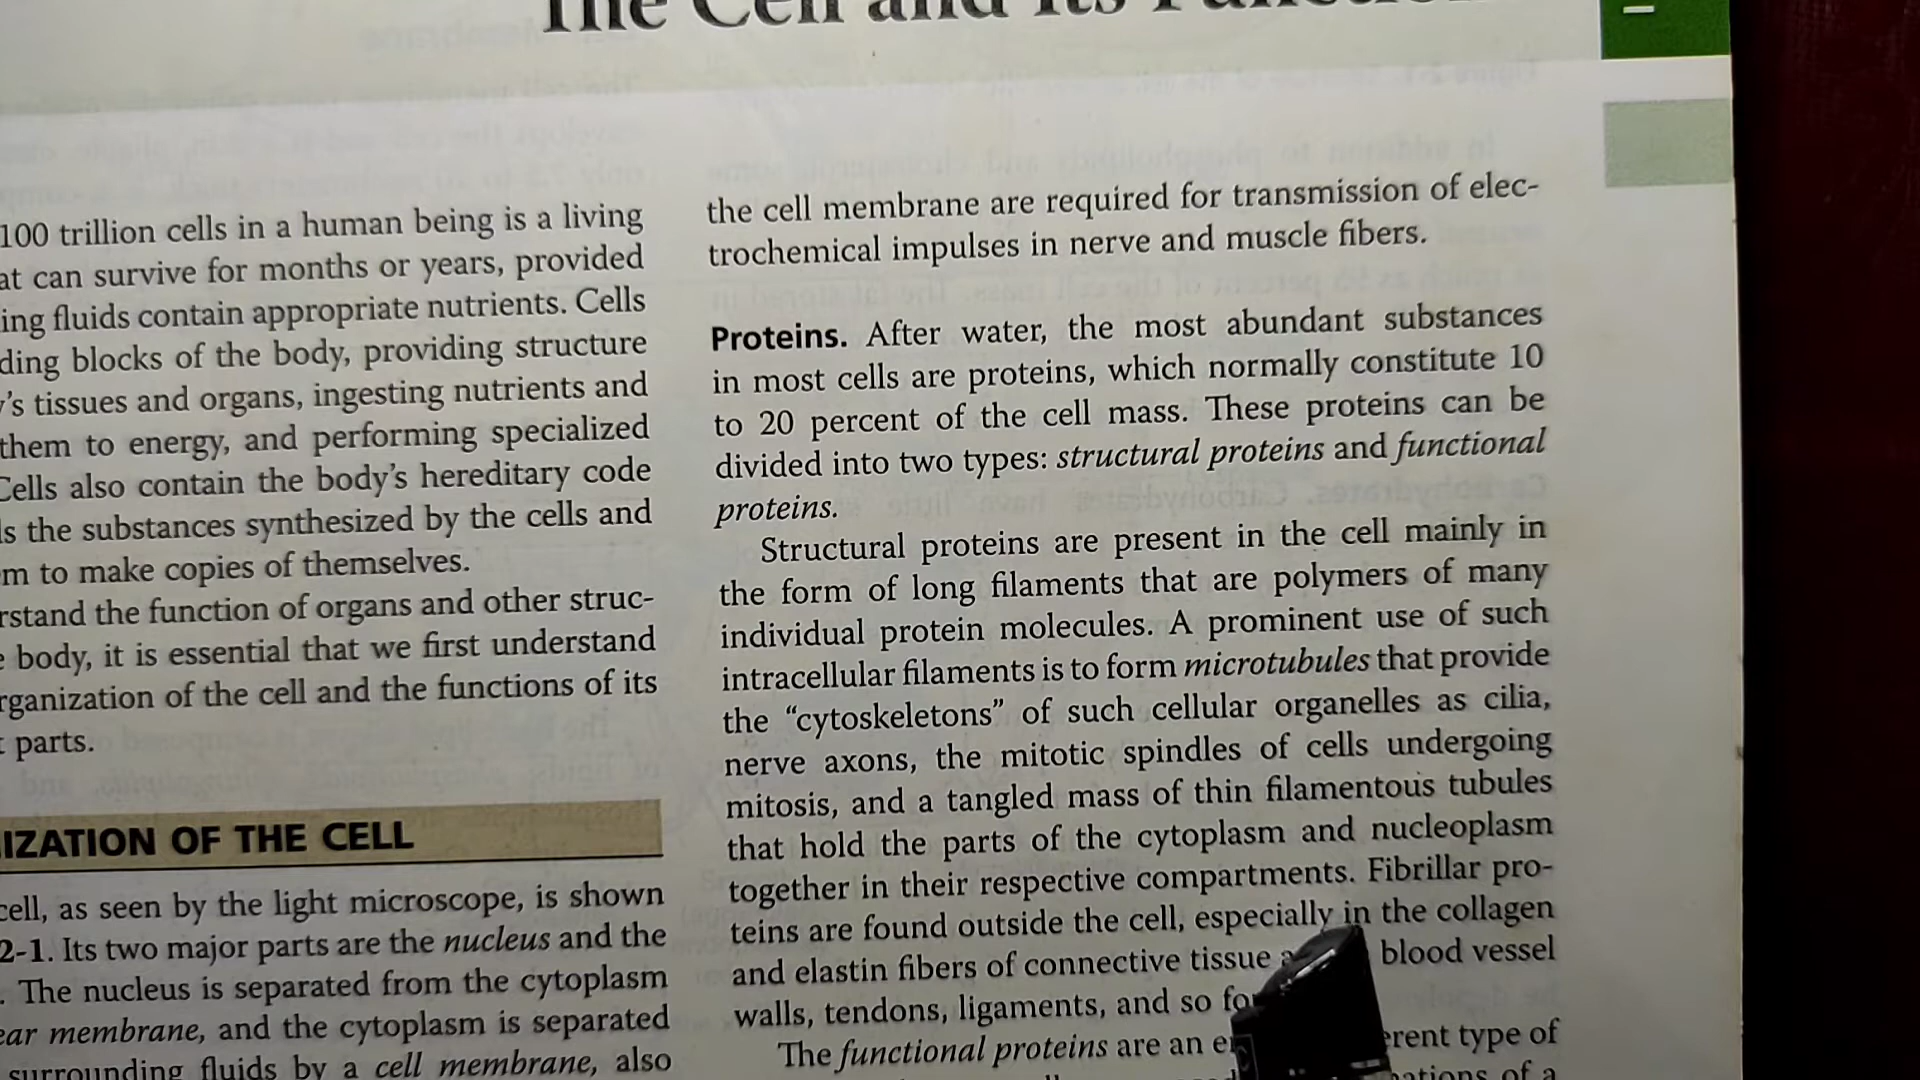 The Cell and Its
100 trillion cells in a human being is a living
can survive for months or years, provided
fluids contain appropriate nutrients. Cells
blocks of the body, providing structure
tissues and organs, ingesting nutrients and
them to energy, and performing specialized
Cells also contain the body's hereditary code
the substances synthesized by the cells and
to make copies of themselves.
the function of organs and other struc-
body, it is essential that we first understand
of the cell and the functions of its
parts.
IZATION OF THE CELL
cell, as seen by the light microscope, is shown
2-1. Its two major parts are the nucleus and the
. The nucleus is separated from the cytoplasm
membrane, and the cytoplasm is separated
surrounding fluids by a cell membrane, also
the cell membrane are required for transmission of elec-
trochemical impulses in nerve and muscle fibers.
Proteins. After water, the most abundant substances
in most cells are proteins, which normally constitute 10
to 20 percent of the cell mass. These proteins can be
divided into two types: structural proteins and functional
proteins.
Structural proteins are present in the cell mainly in
the form of long filaments that are polymers of many
individual protein molecules. A prominent use of such
intracellular filaments is to form microtubules that provide
the “cytoskeletons” of such cellular organelles as cilia,
nerve axons, the mitotic spindles of cells undergoing
mitosis, and a tangled mass of thin filamentous tubules
that hold the parts of the cytoplasm and nucleoplasm
together in their respective compartments. Fibrillar pro-
teins are found outside the cell, especially in the collagen
and elastin fibers of connective tissue blood vessel
walls, tendons, ligaments, and so
The functional proteins are an type of
of a